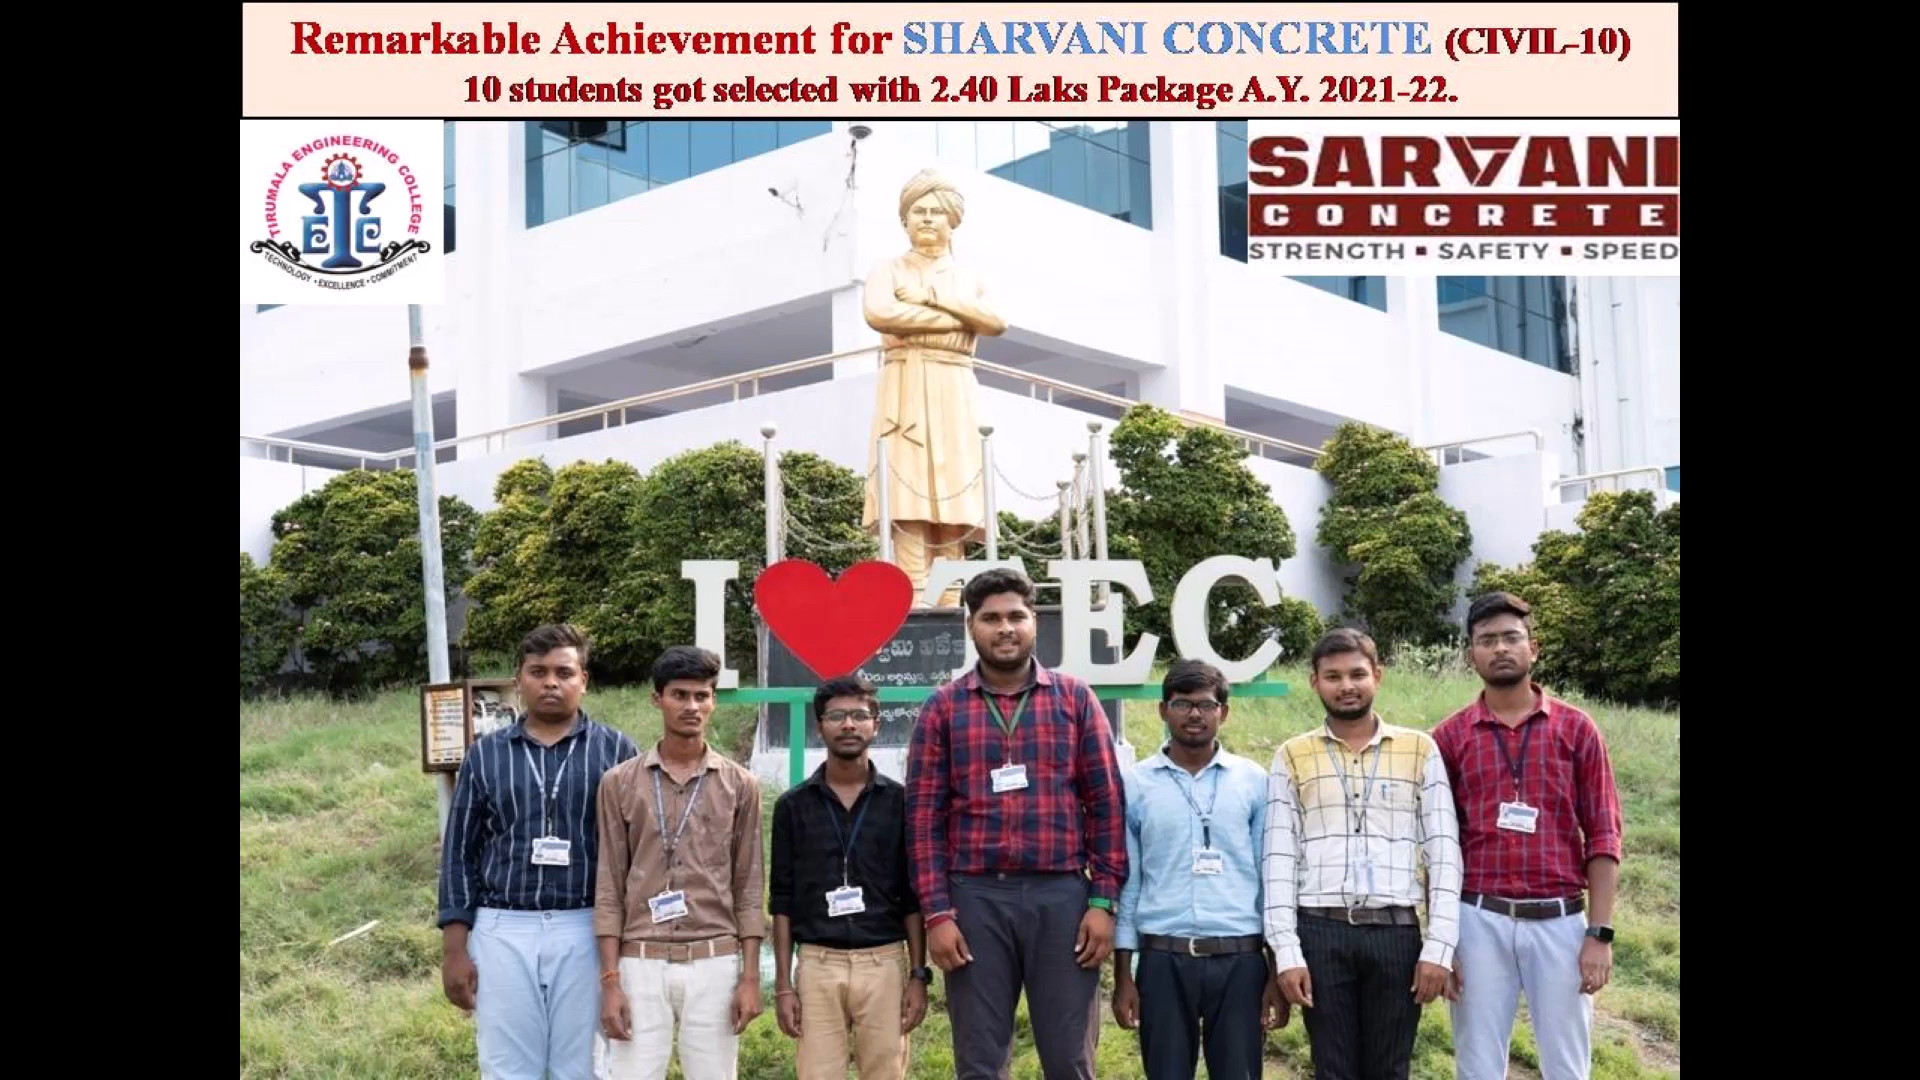 Remarkable Achievement for SHARVANI CONCRETE (CIVIL-10)
10 students got selected with 2.40 Laks Package A.Y. 2021-22.
TIRUMALA ENGINEERING COLLEGE
TEC
TECHNOLOGY • EXCELLENCE • COMMITMENT
SARVANI
CONCRETE
STRENGTH ▪ SAFETY ▪ SPEED
I ❤ TEC